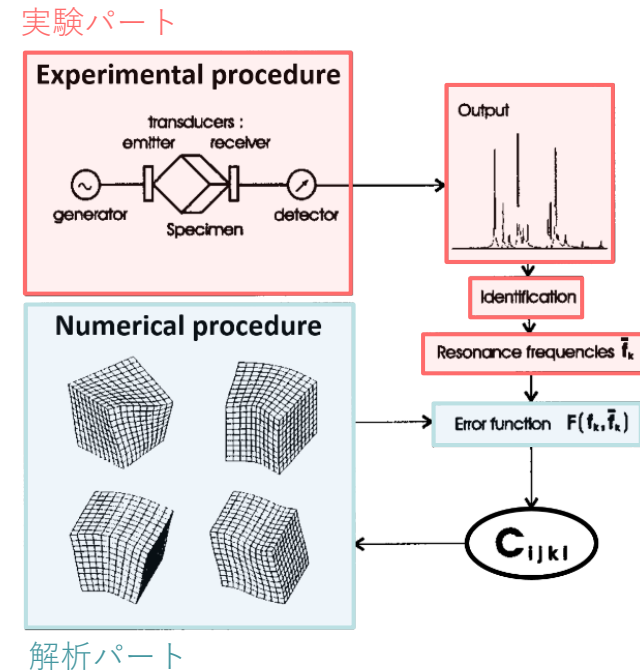 実験パート
Experimental procedure
transducers :
emitter receiver
generator
Specimen
detector
Output
Identification
Resonance frequencies f̄ₖ
Numerical procedure
Error function F(fₖ,f̄ₖ)
Cᵢⱼₖₗ
解析パート